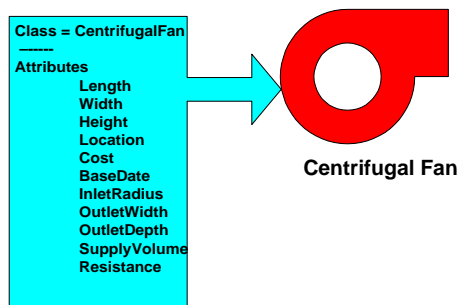 Class = CentrifugalFan
-------
Attributes
Length
Width
Height
Location
Cost
BaseDate
InletRadius
OutletWidth
OutletDepth
SupplyVolume
Resistance
Centrifugal Fan